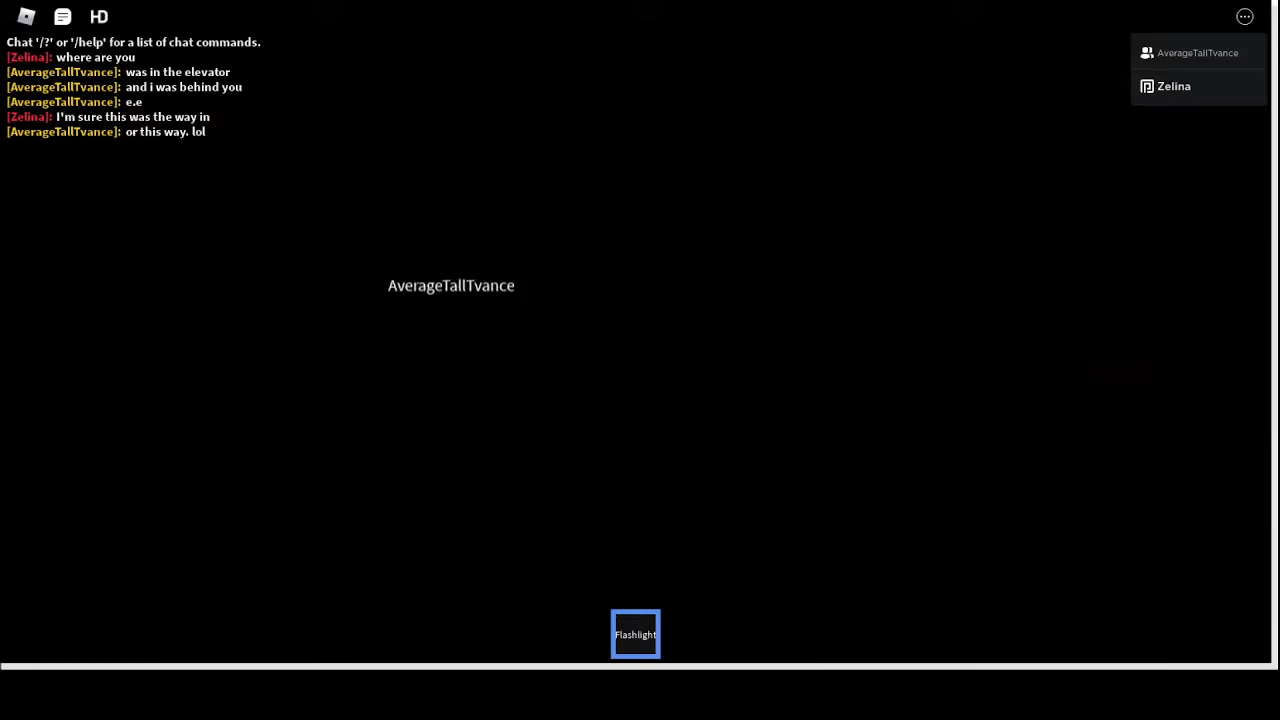 HD
Chat '/?' or '/help' for a list of chat commands.
[Zelina]: where are you
[AverageTallTvance]: was in the elevator
[AverageTallTvance]: and i was behind you
[AverageTallTvance]: e.e
[Zelina]: I'm sure this was the way in
[AverageTallTvance]: or this way. lol
AverageTallTvance
Zelina
AverageTallTvance
Flashlight